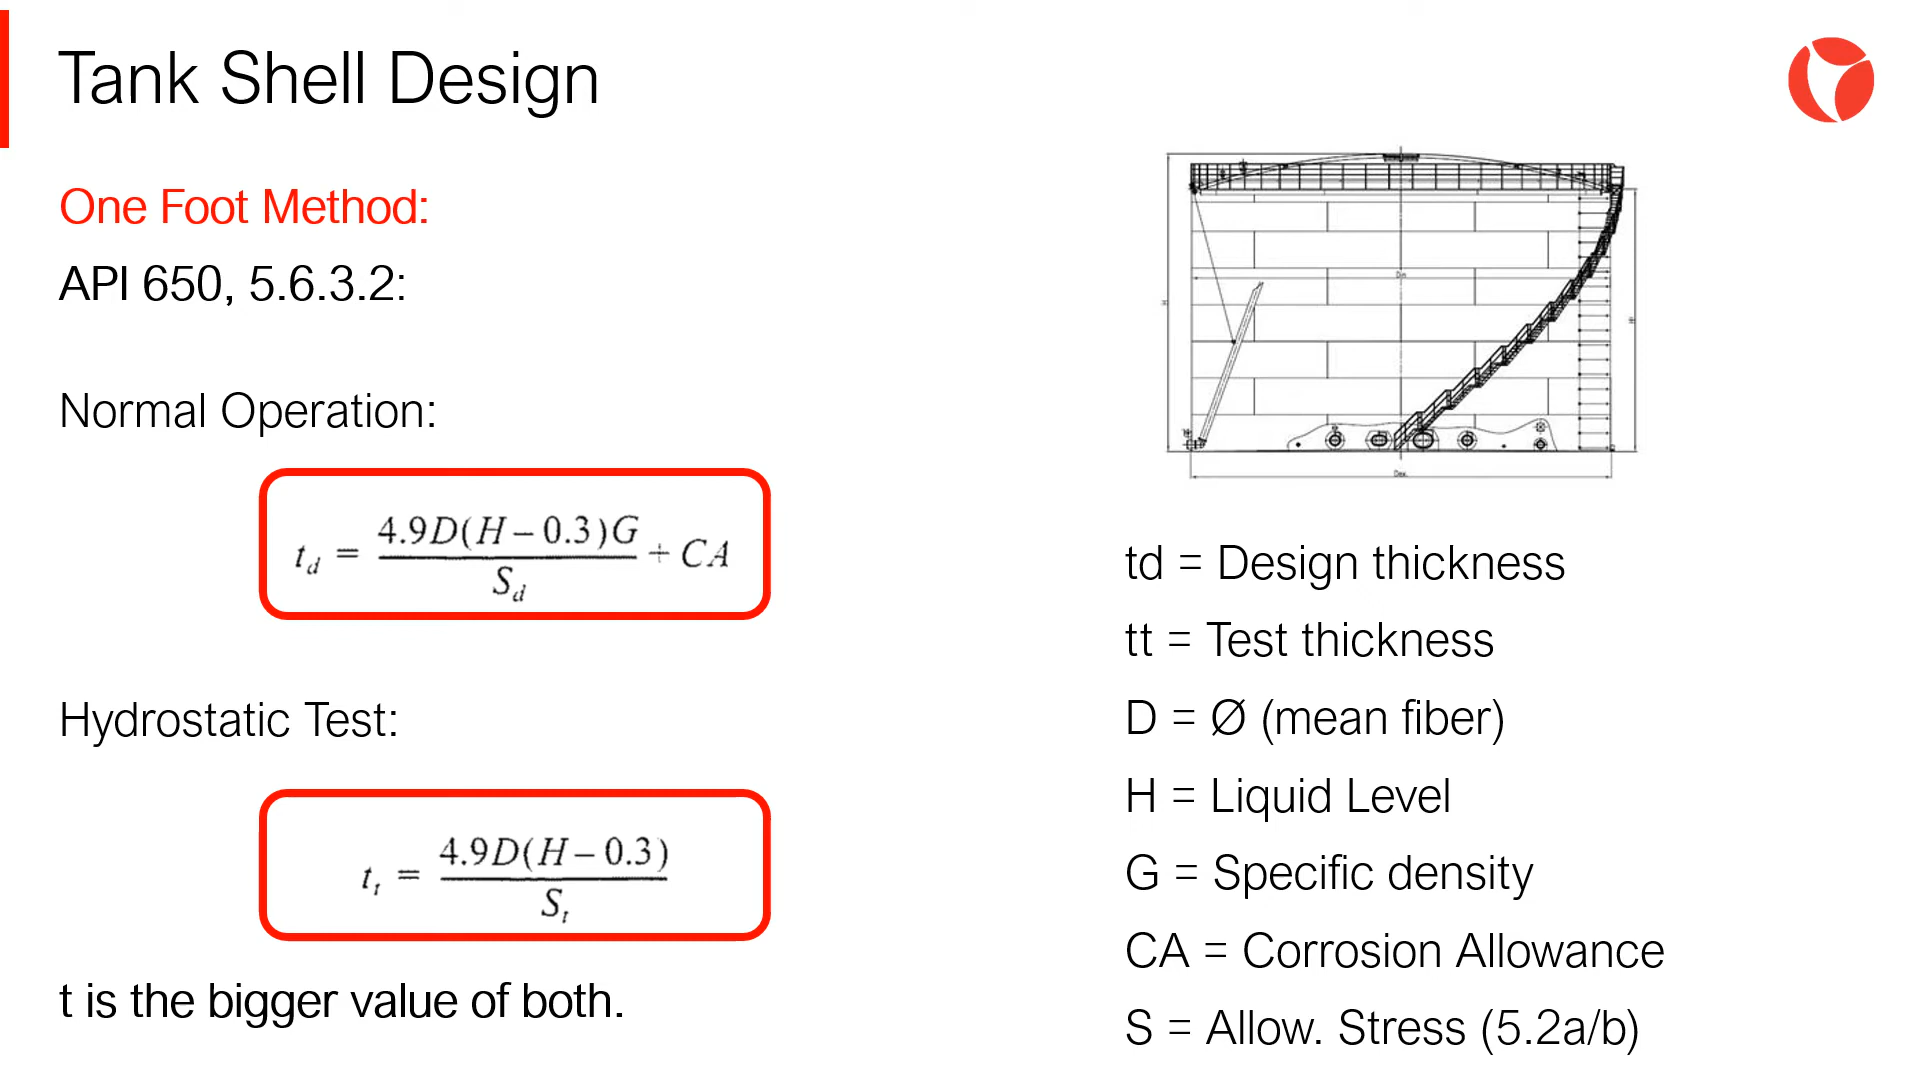 Tank Shell Design
One Foot Method:
API 650, 5.6.3.2:
Normal Operation:
t_d = 4.9D(H – 0.3)G / S_d + CA
Hydrostatic Test:
t_t = 4.9D(H – 0.3) / S_t
t is the bigger value of both.
td = Design thickness
tt = Test thickness
D = Ø (mean fiber)
H = Liquid Level
G = Specific density
CA = Corrosion Allowance
S = Allow. Stress (5.2a/b)